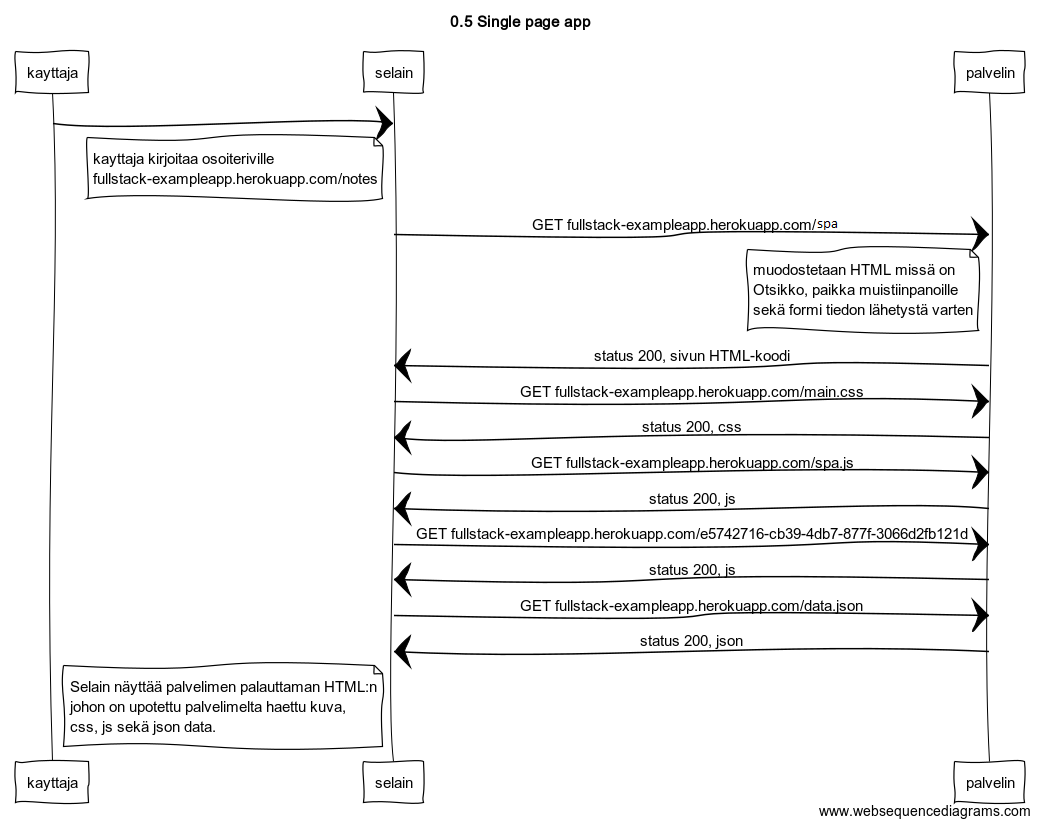 0.5 Single page app
kayttaja
selain
palvelin
kayttaja kirjoitaa osoiteriville
fullstack-exampleapp.herokuapp.com/notes
GET fullstack-exampleapp.herokuapp.com/spa
muodostetaan HTML missä on
Otsikko, paikka muistiinpanoille
sekä formi tiedon lähetystä varten
status 200, sivun HTML-koodi
GET fullstack-exampleapp.herokuapp.com/main.css
status 200, css
GET fullstack-exampleapp.herokuapp.com/spa.js
status 200, js
GET fullstack-exampleapp.herokuapp.com/e5742716-cb39-4db7-877f-3066d2fb121d
status 200, js
GET fullstack-exampleapp.herokuapp.com/data.json
status 200, json
Selain näyttää palvelimen palauttaman HTML:n
johon on upotettu palvelimelta haettu kuva,
css, js sekä json data.
kayttaja
selain
palvelin
www.websequencediagrams.com